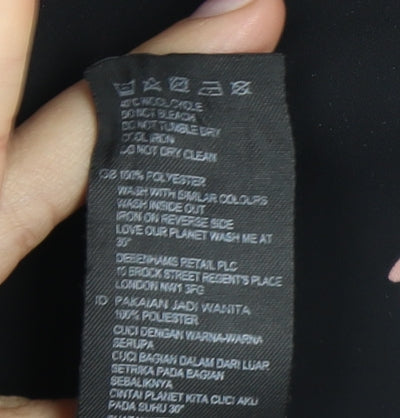 40°C WOOL CYCLE
DO NOT BLEACH
DO NOT TUMBLE DRY
COOL IRON
DO NOT DRY CLEAN
GB 100% POLYESTER
WASH WITH SIMILAR COLOURS
WASH INSIDE OUT
IRON ON REVERSE SIDE
LOVE OUR PLANET WASH ME AT
30°
DEBENHAMS RETAIL PLC
10 BROCK STREET REGENT'S PLACE
LONDON NW1 3FG
ID PAKAIAN JADI WANITA
100% POLIESTER
CUCI DENGAN WARNA-WARNA
SERUPA
CUCI BAGIAN DALAM DARI LUAR
SETRIKA PADA BAGIAN
SEBALIKNYA
CINTAI PLANET KITA CUCI AKU
PADA SUHU 30°